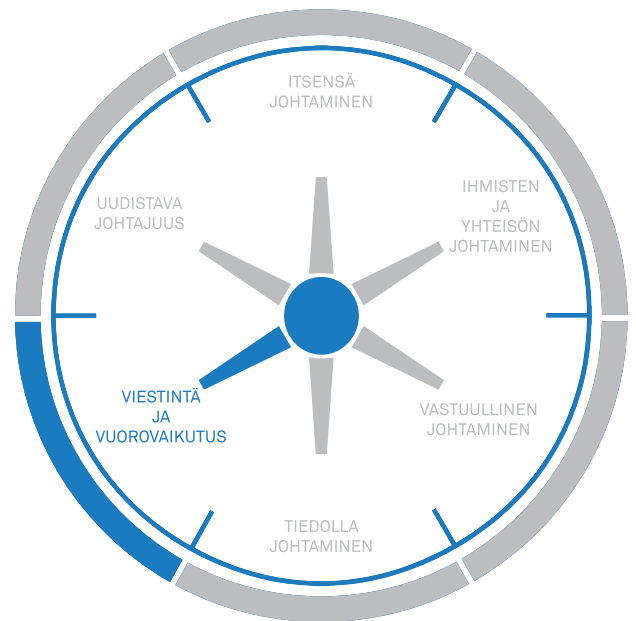 ITSENSÄ
JOHTAMINEN
IHMISTEN
JA
YHTEISÖN
JOHTAMINEN
VASTUULLINEN
JOHTAMINEN
TIEDOLLA
JOHTAMINEN
VIESTINTÄ
JA
VUOROVAIKUTUS
UUDISTAVA
JOHTAJUUS